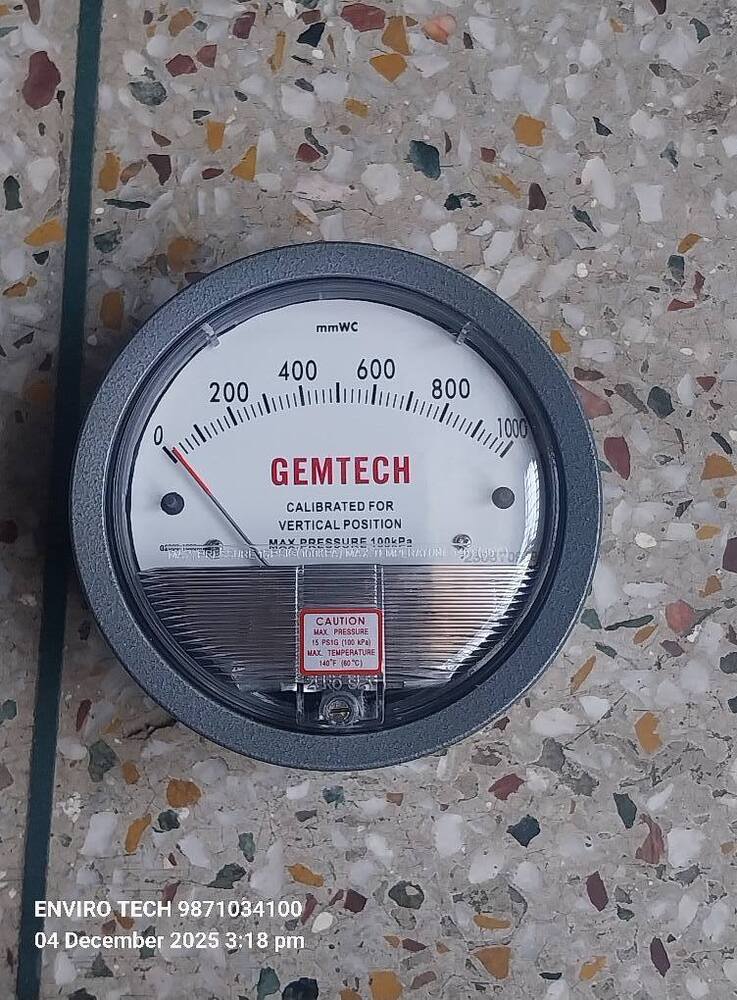 mmWC
0 200 400 600 800 1000
GEMTECH
CALIBRATED FOR
VERTICAL POSITION
MAX PRESSURE 100kPa
CAUTION
MAX. PRESSURE
15 PSIG (100 kPa)
MAX. TEMPERATURE
140°F (60°C)
ENVIRO TECH 9871034100
04 December 2025 3:18 pm